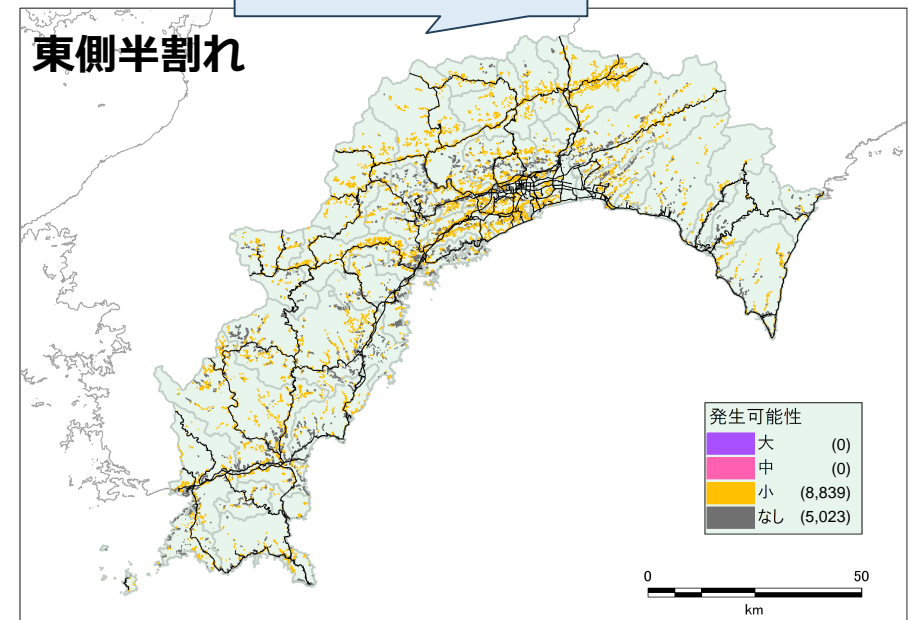 東側半割れ
発生可能性
大 (0)
中 (0)
小 (8,839)
なし (5,023)
0 50
km